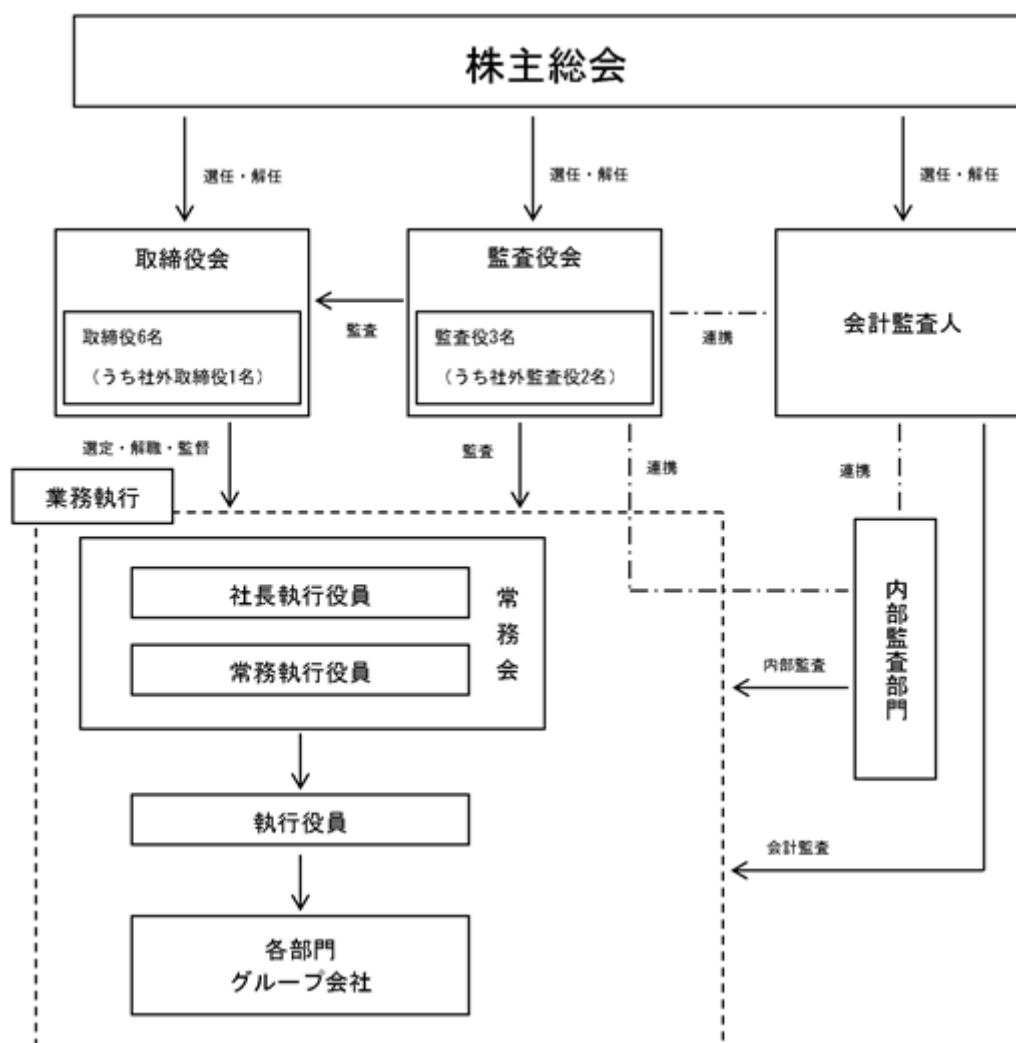 株主総会
選任・解任
選任・解任
選任・解任
取締役会
取締役6名
（うち社外取締役1名）
監査
監査役会
監査役3名
（うち社外監査役2名）
連携
会計監査人
選定・解職・監督
監査
連携
連携
業務執行
社長執行役員
常務執行役員
常務会
内部監査部門
内部監査
執行役員
会計監査
各部門
グループ会社